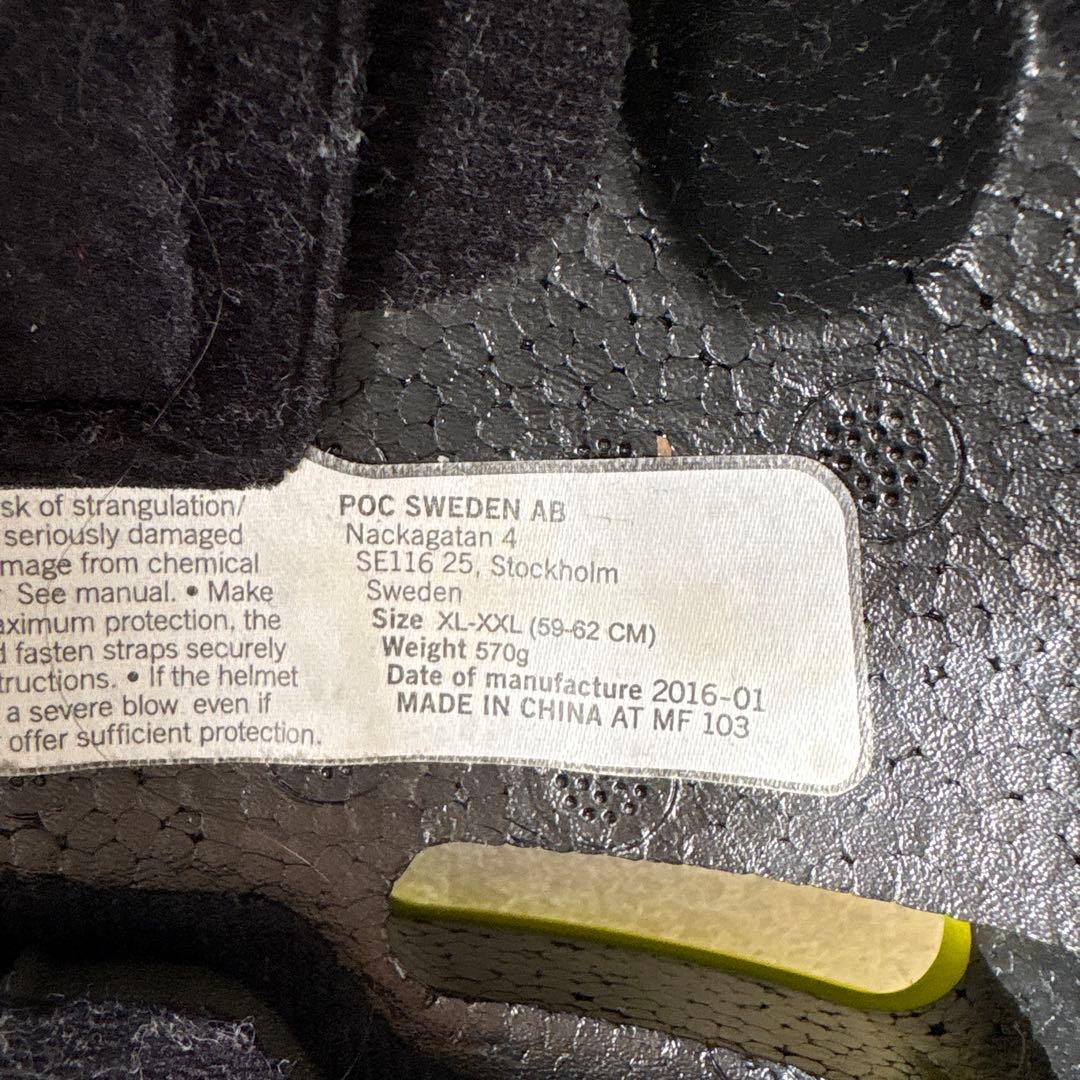 sk of strangulation/
seriously damaged
mage from chemical
See manual. • Make
aximum protection, the
d fasten straps securely
tructions. • If the helmet
a severe blow even if
offer sufficient protection.
POC SWEDEN AB
Nackagatan 4
SE116 25, Stockholm
Sweden
Size XL-XXL (59-62 CM)
Weight 570g
Date of manufacture 2016-01
MADE IN CHINA AT MF 103